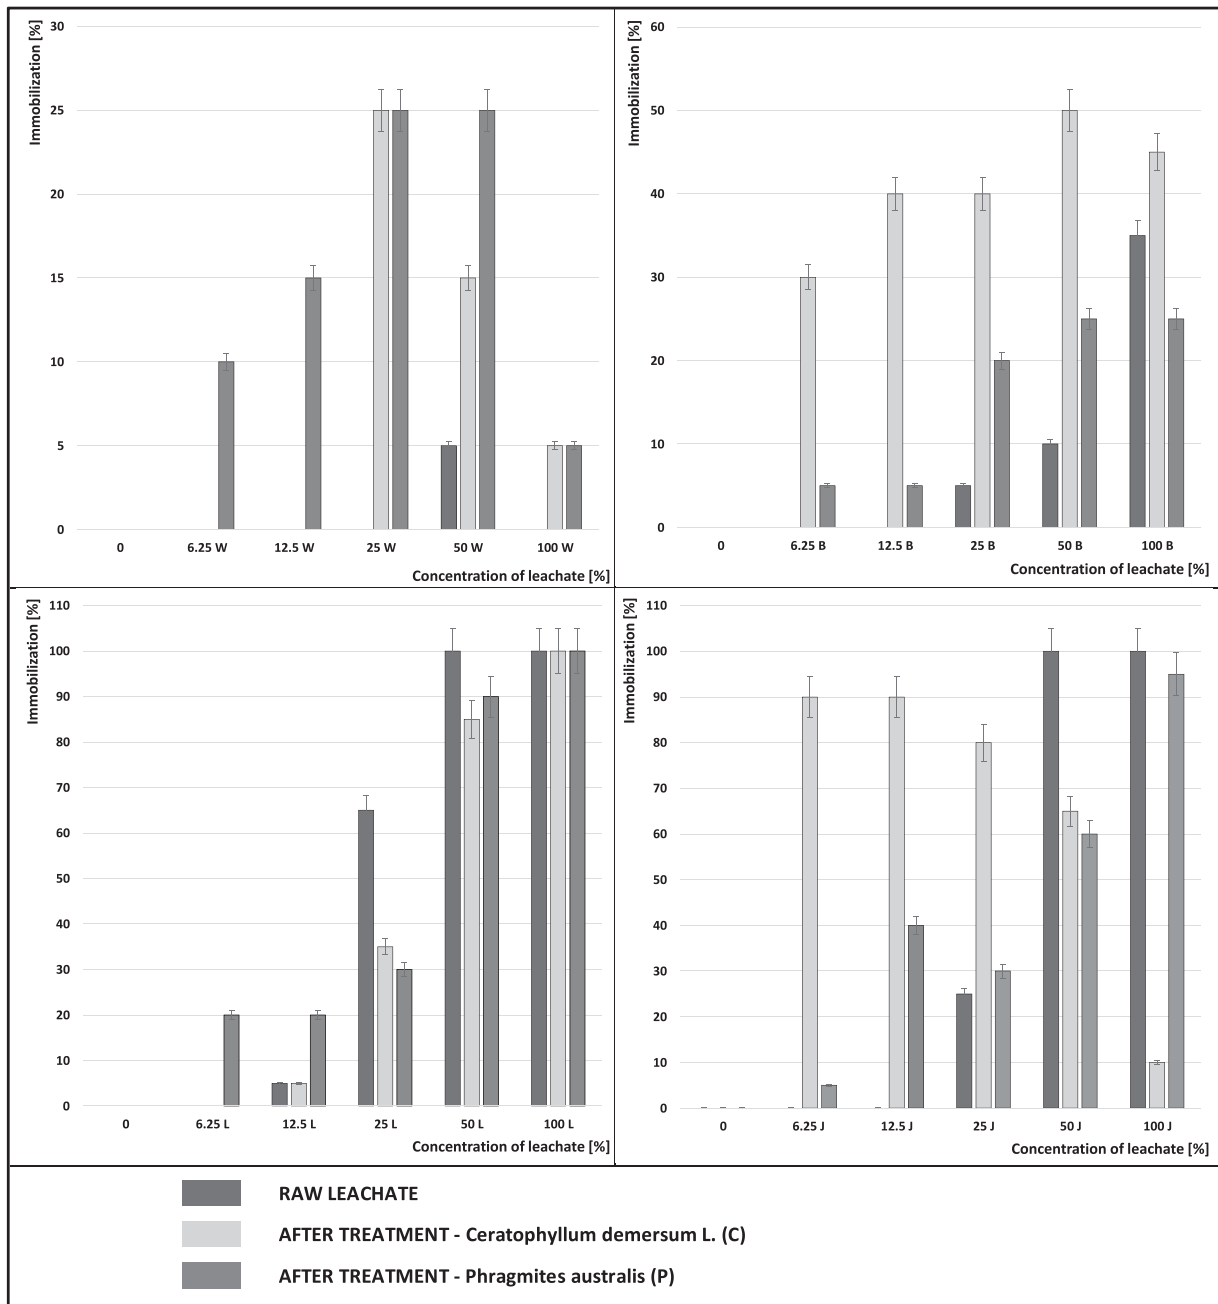 Immobilization [%]
30
25
20
15
10
5
0
0 6.25 W 12.5 W 25 W 50 W 100 W
Concentration of leachate [%]
Immobilization [%]
60
50
40
30
20
10
0
0 6.25 B 12.5 B 25 B 50 B 100 B
Concentration of leachate [%]
Immobilization [%]
110
100
90
80
70
60
50
40
30
20
10
0
0 6.25 L 12.5 L 25 L 50 L 100 L
Concentration of leachate [%]
Immobilization [%]
110
100
90
80
70
60
50
40
30
20
10
0
0 6.25 J 12.5 J 25 J 50 J 100 J
Concentration of leachate [%]
RAW LEACHATE
AFTER TREATMENT - Ceratophyllum demersum L. (C)
AFTER TREATMENT - Phragmites australis (P)